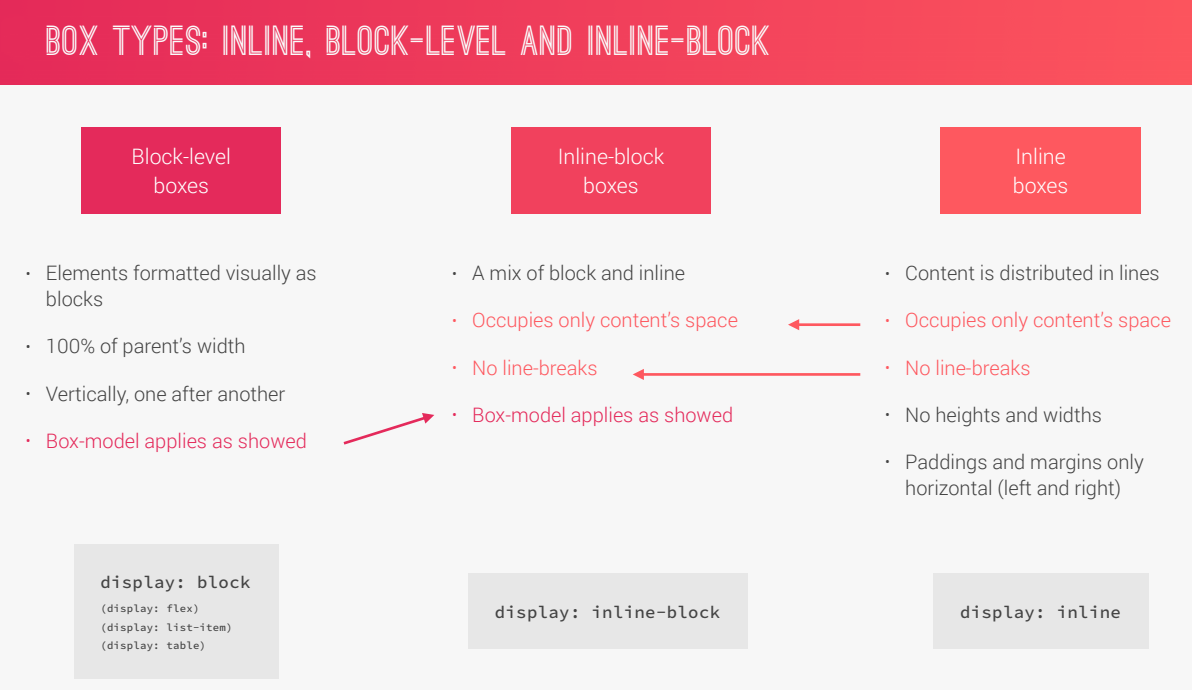 BOX TYPES: INLINE, BLOCK-LEVEL AND INLINE-BLOCK
Block-level
boxes
• Elements formatted visually as
blocks
• 100% of parent's width
• Vertically, one after another
• Box-model applies as showed
display: block
(display: flex)
(display: list-item)
(display: table)
Inline-block
boxes
• A mix of block and inline
• Occupies only content's space
• No line-breaks
• Box-model applies as showed
display: inline-block
Inline
boxes
• Content is distributed in lines
• Occupies only content's space
• No line-breaks
• No heights and widths
• Paddings and margins only
horizontal (left and right)
display: inline